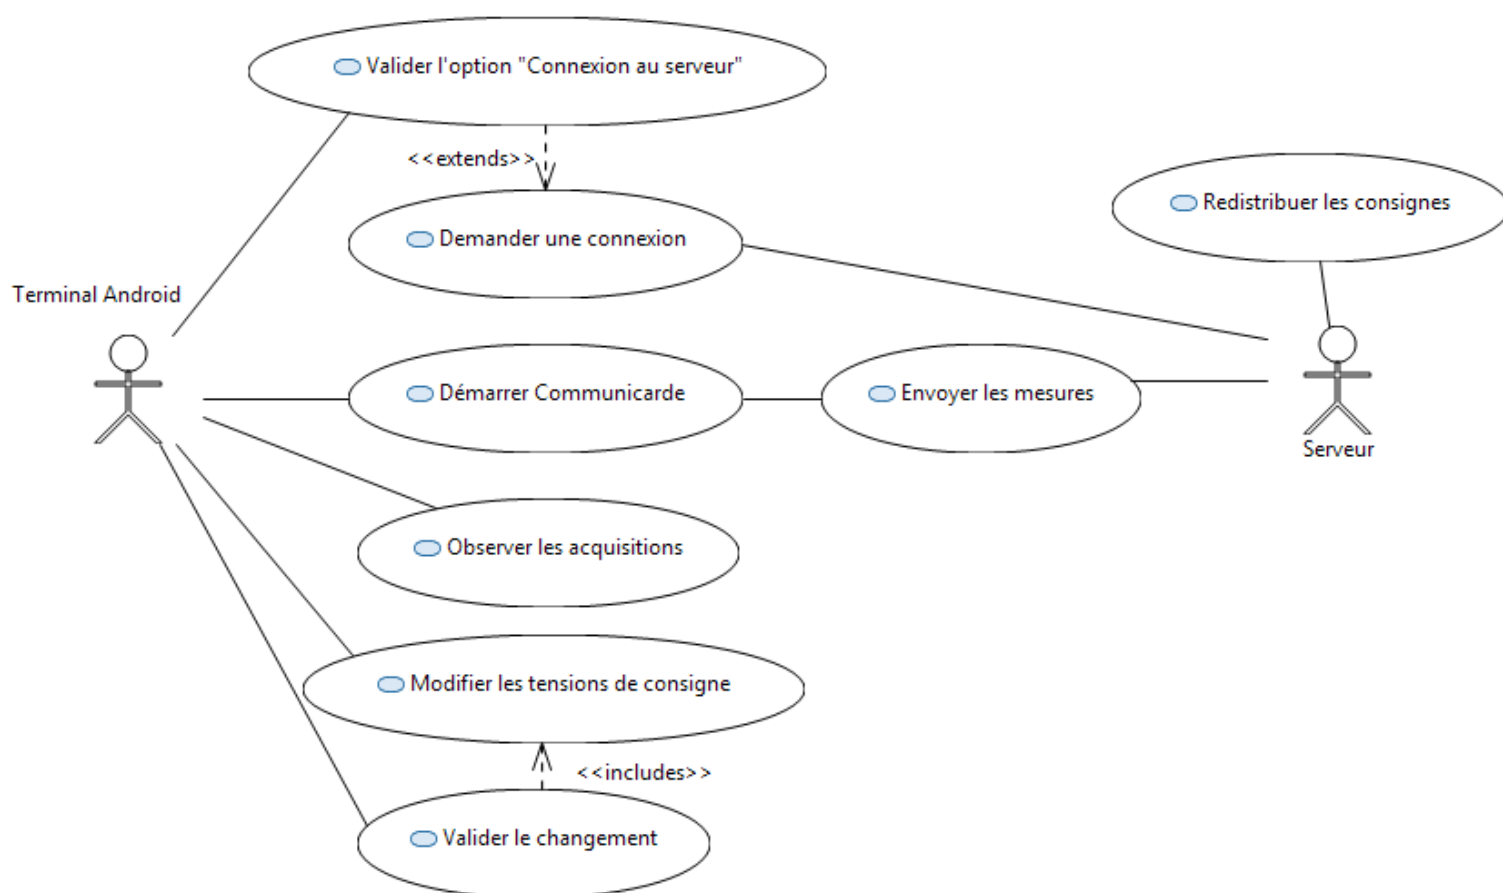 Valider l'option "Connexion au serveur"
<<extends>>
Redistribuer les consignes
Demander une connexion
Terminal Android
Démarrer Communicarde
Envoyer les mesures
Serveur
Observer les acquisitions
Modifier les tensions de consigne
<<includes>>
Valider le changement